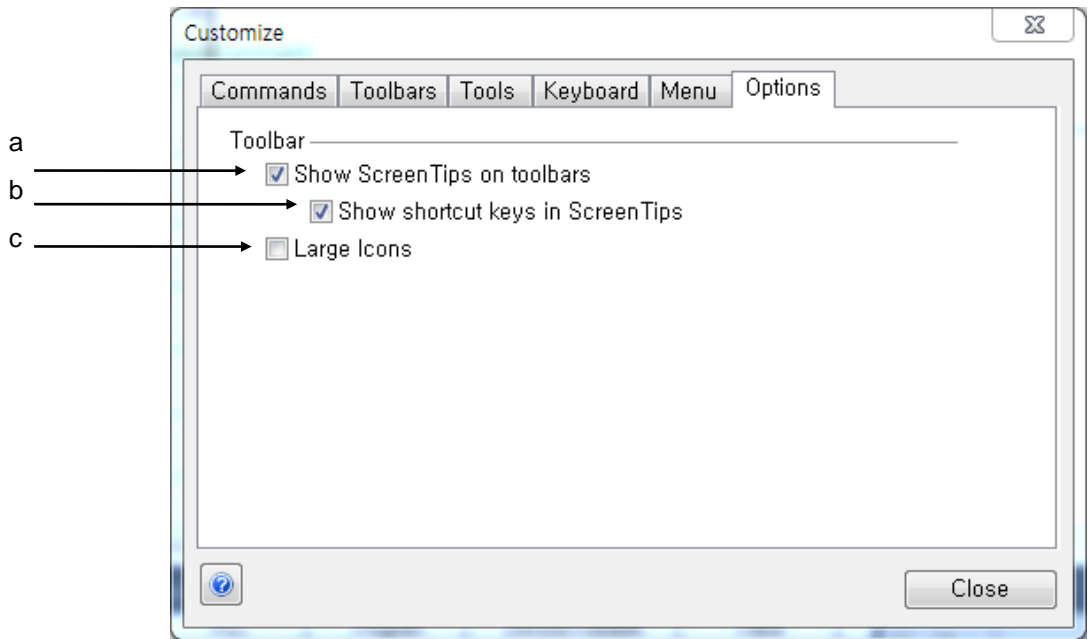 Customize
Commands Toolbars Tools Keyboard Menu Options
Toolbar
a
Show ScreenTips on toolbars
b
Show shortcut keys in ScreenTips
c
Large Icons
Close